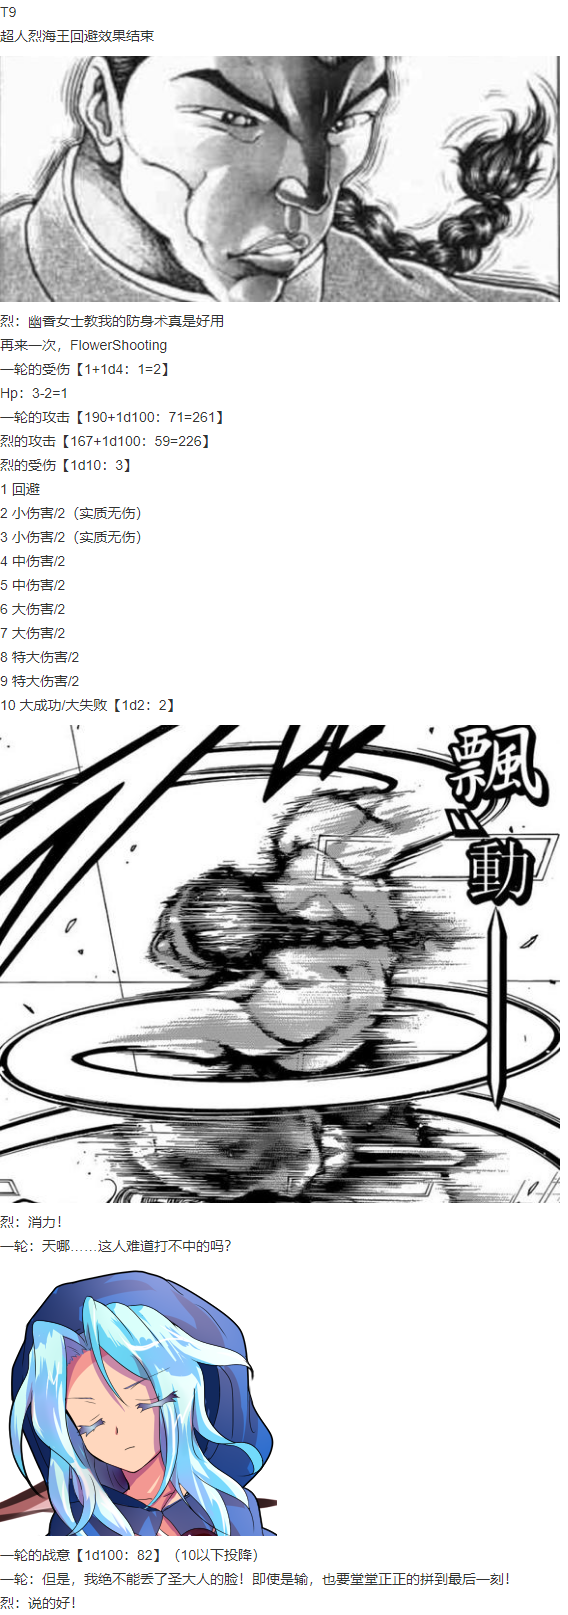 T9
超人烈海王回避效果结束
烈：幽香女士教我的防身术真是好用
再来一次，FlowerShooting
一轮的受伤【1+1d4：1=2】
Hp：3-2=1
一轮的攻击【190+1d100：71=261】
烈的攻击【167+1d100：59=226】
烈的受伤【1d10：3】
1 回避
2 小伤害/2（实质无伤）
3 小伤害/2（实质无伤）
4 中伤害/2
5 中伤害/2
6 大伤害/2
7 大伤害/2
8 特大伤害/2
9 特大伤害/2
10 大成功/大失败【1d2：2】
飄〻動
烈：消力！
一轮：天哪……这人难道打不中的吗？
一轮的战意【1d100：82】（10以下投降）
一轮：但是，我绝不能丢了圣大人的脸！即使是输，也要堂堂正正的拼到最后一刻！
烈：说的好！